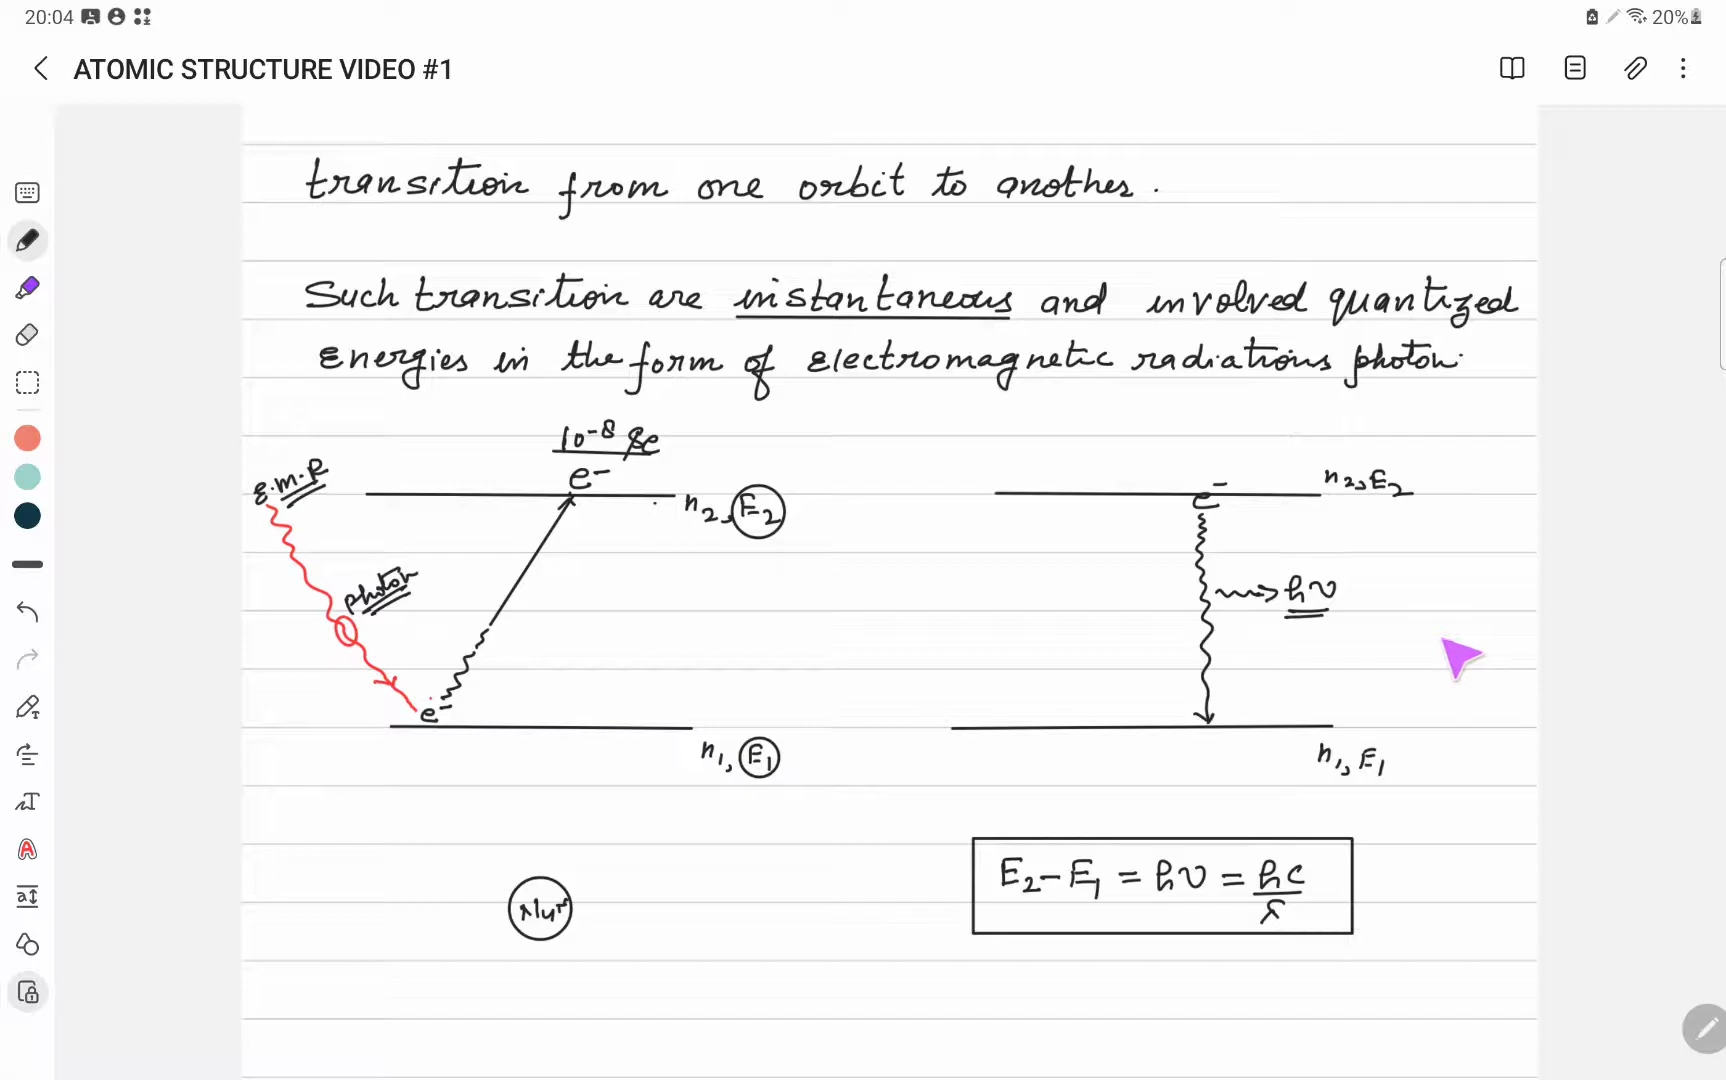 20:04
20%
ATOMIC STRUCTURE VIDEO #1
transition from one orbit to another.
Such transition are instantaneous and involved quantized
Energies in the form of Electromagnetic radiations photon.
10⁻⁸ Se
E.M.R
e⁻
n₂, E₂
photon
e⁻
n₁, E₁
e⁻
n₂, E₂
hν
n₁, E₁
E₂-E₁ = hν = hc/λ